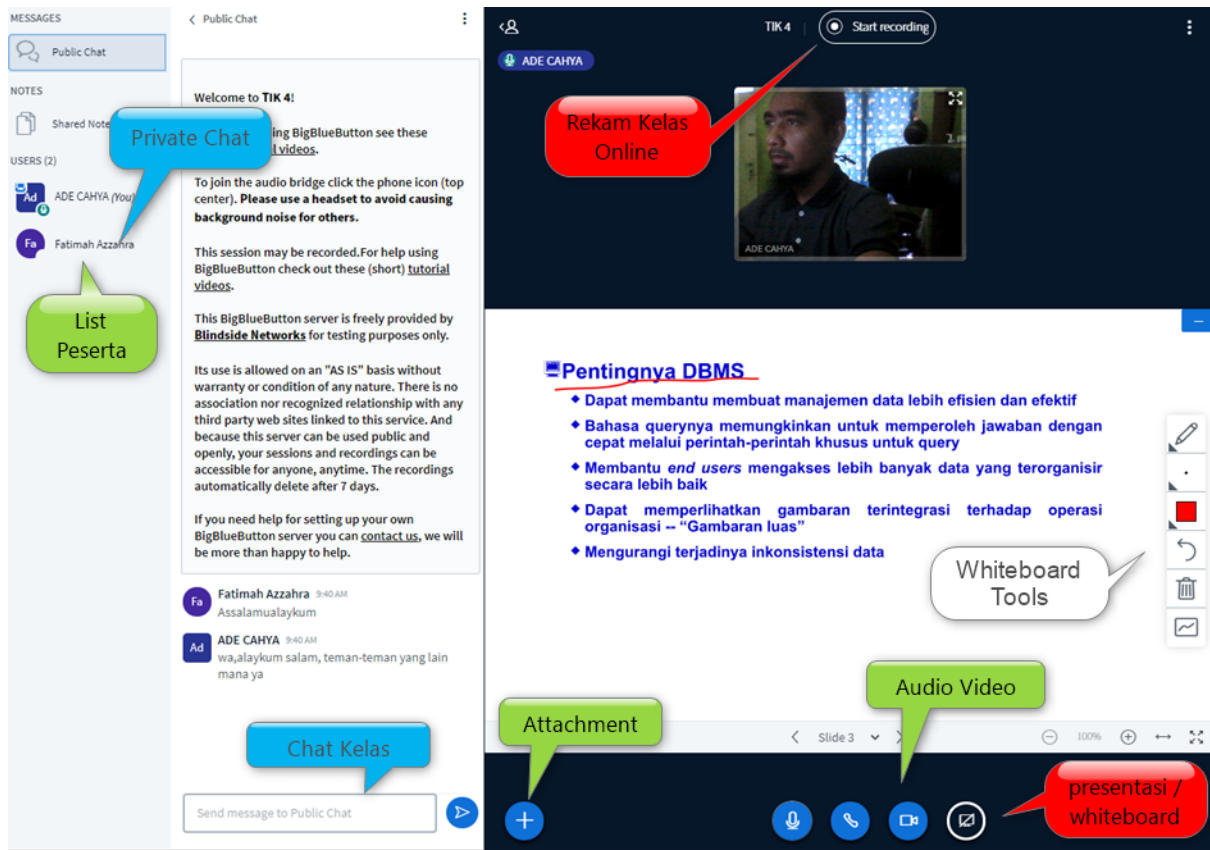 MESSAGES
Public Chat
NOTES
Shared Note
USERS (2)
Ad
ADE CAHYA (You)
Fa
Fatimah Azzahra
Private Chat
List
Peserta
Public Chat
Welcome to TIK 4!
ing BigBlueButton see these
l videos.
To join the audio bridge click the phone icon (top
center). Please use a headset to avoid causing
background noise for others.
This session may be recorded.For help using
BigBlueButton check out these (short) tutorial
videos.
This BigBlueButton server is freely provided by
Blindside Networks for testing purposes only.
Its use is allowed on an "AS IS" basis without
warranty or condition of any nature. There is no
association nor recognized relationship with any
third party web sites linked to this service. And
because this server can be used public and
openly, your sessions and recordings can be
accessible for anyone, anytime. The recordings
automatically delete after 7 days.
If you need help for setting up your own
BigBlueButton server you can contact us, we will
be more than happy to help.
Fa
Fatimah Azzahra 9:40 AM
Assalamualaykum
Ad
ADE CAHYA 9:40 AM
wa,alaykum salam, teman-teman yang lain
mana ya
Chat Kelas
Send message to Public Chat
TIK 4
Start recording
ADE CAHYA
Rekam Kelas
Online
ADE CAHYA
Pentingnya DBMS
Dapat membantu membuat manajemen data lebih efisien dan efektif
Bahasa querynya memungkinkan untuk memperoleh jawaban dengan
cepat melalui perintah-perintah khusus untuk query
Membantu end users mengakses lebih banyak data yang terorganisir
secara lebih baik
Dapat memperlihatkan gambaran terintegrasi terhadap operasi
organisasi -- “Gambaran luas”
Mengurangi terjadinya inkonsistensi data
Whiteboard
Tools
Audio Video
Attachment
Slide 3
100%
presentasi /
whiteboard